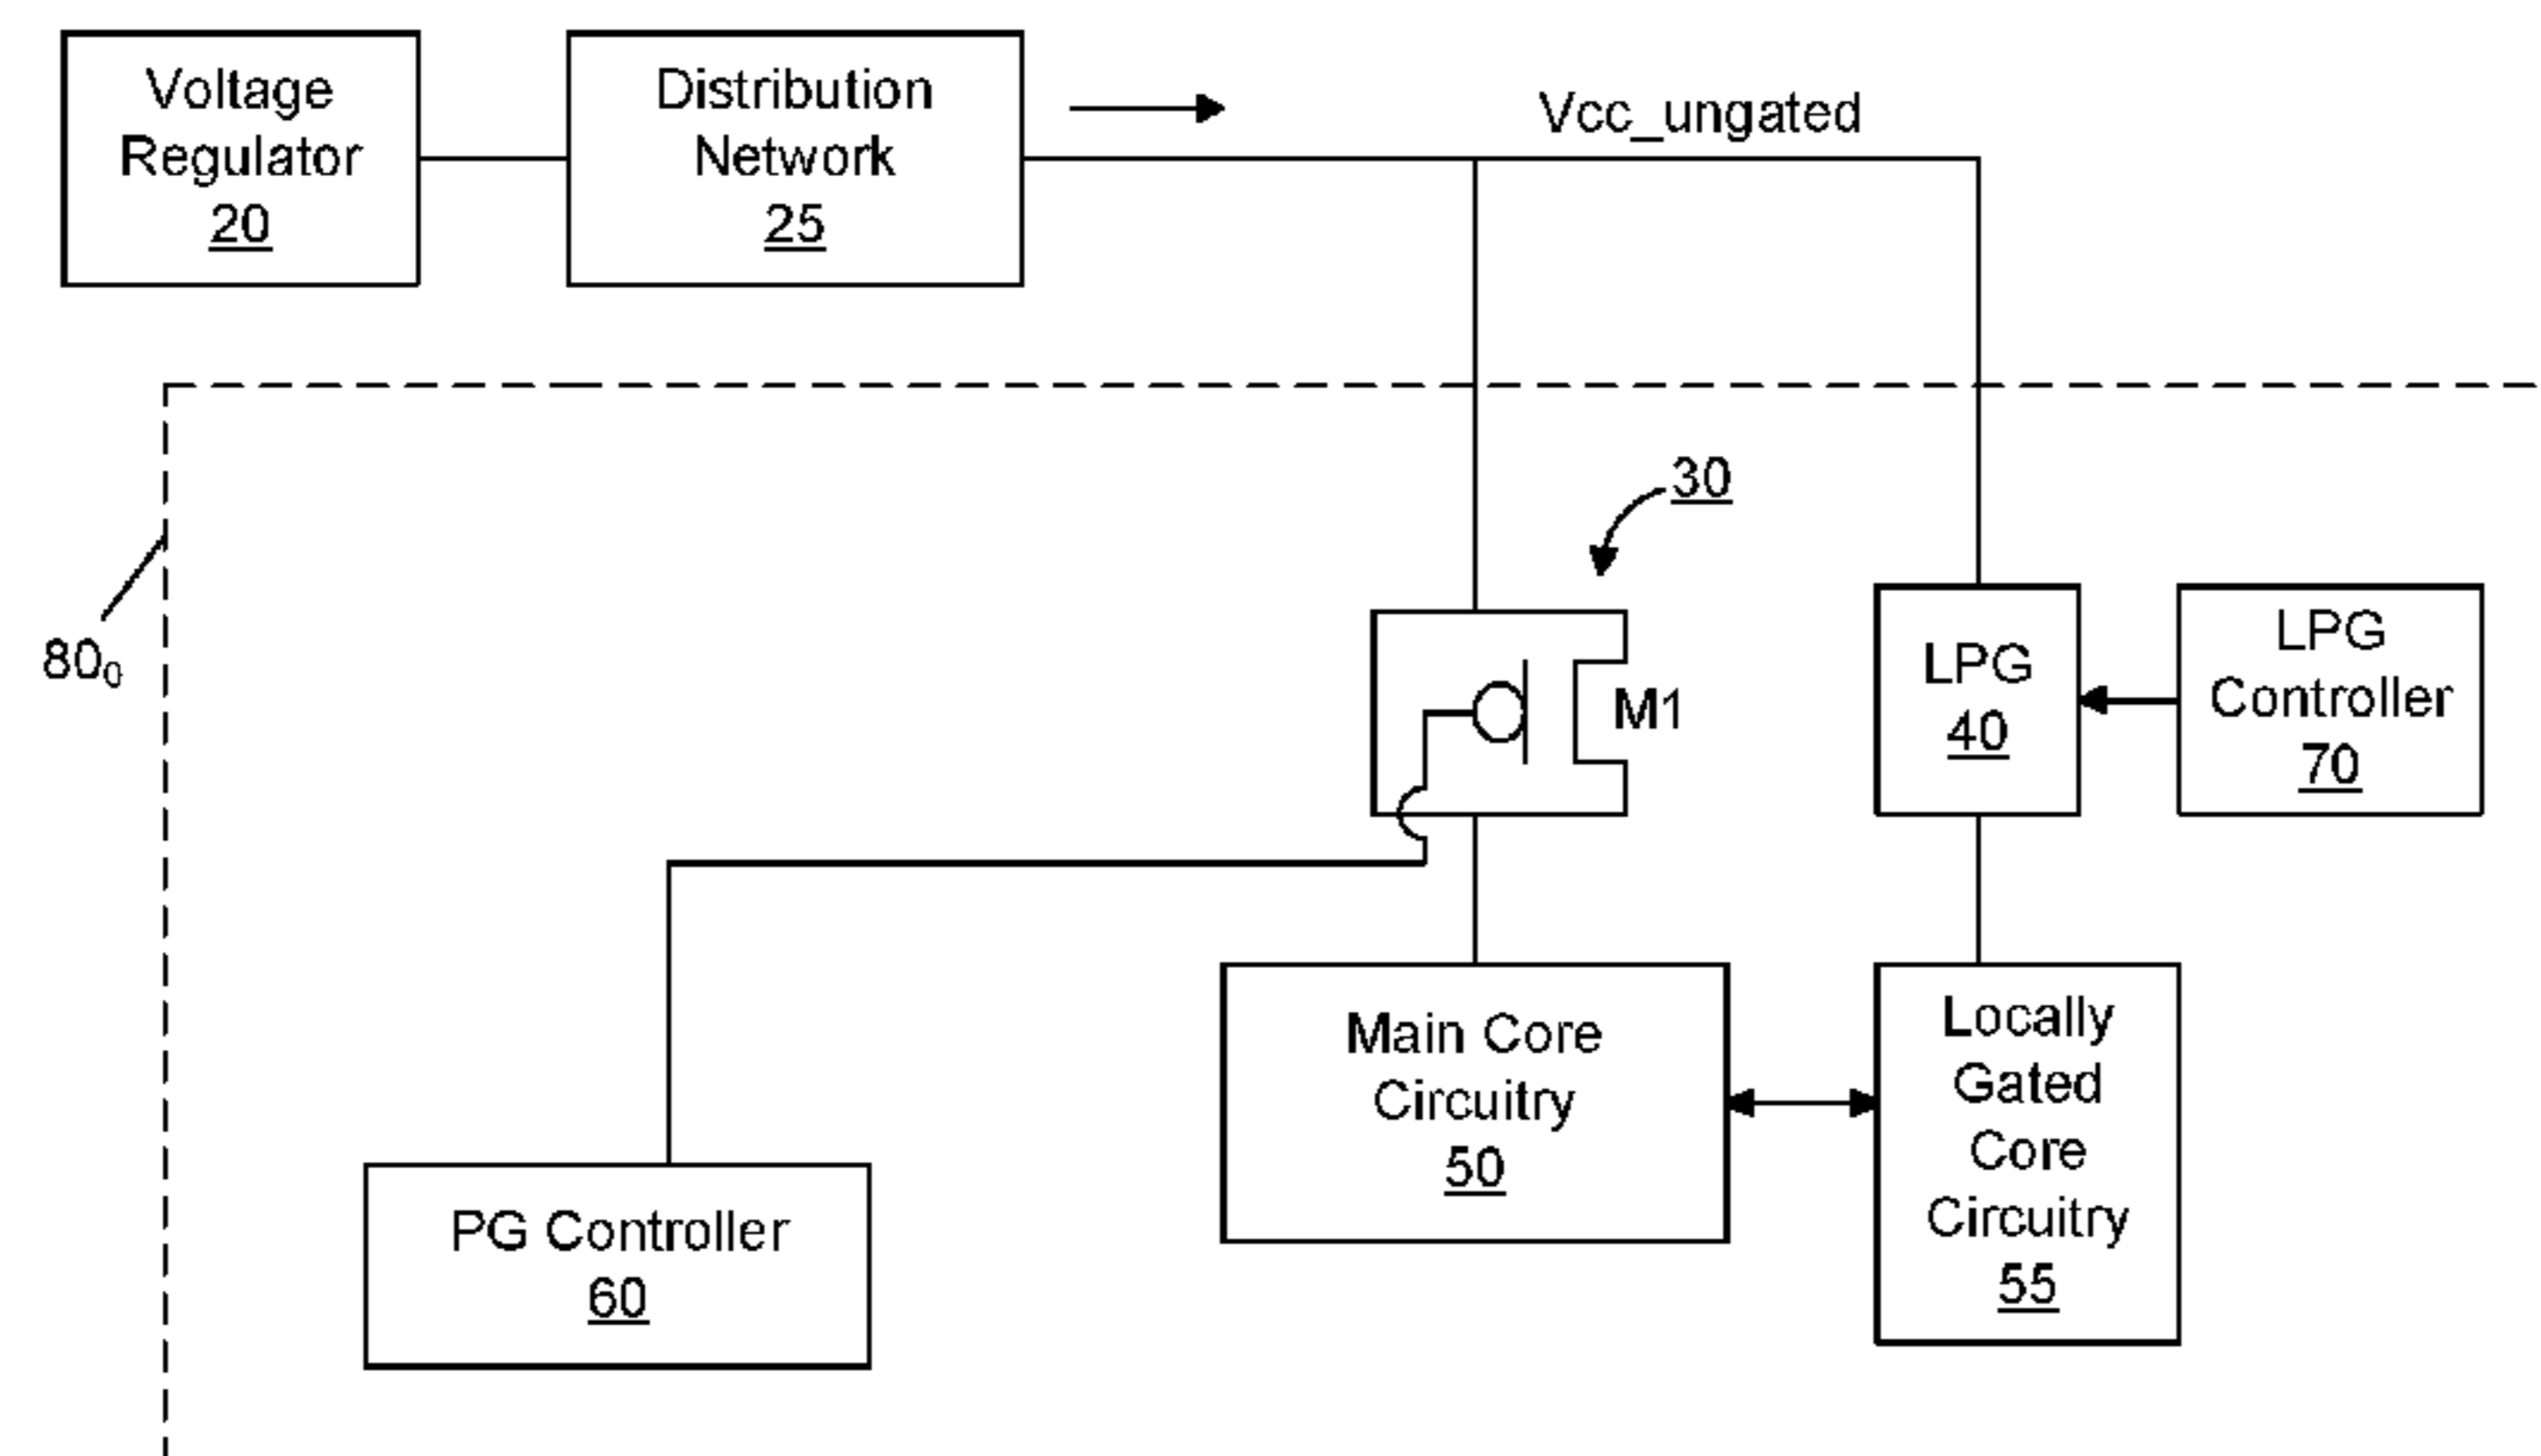 Voltage
Regulator
20
Distribution
Network
25
Vcc_ungated
30
80₀
M1
LPG
40
LPG
Controller
70
Main Core
Circuitry
50
Locally
Gated
Core
Circuitry
55
PG Controller
60